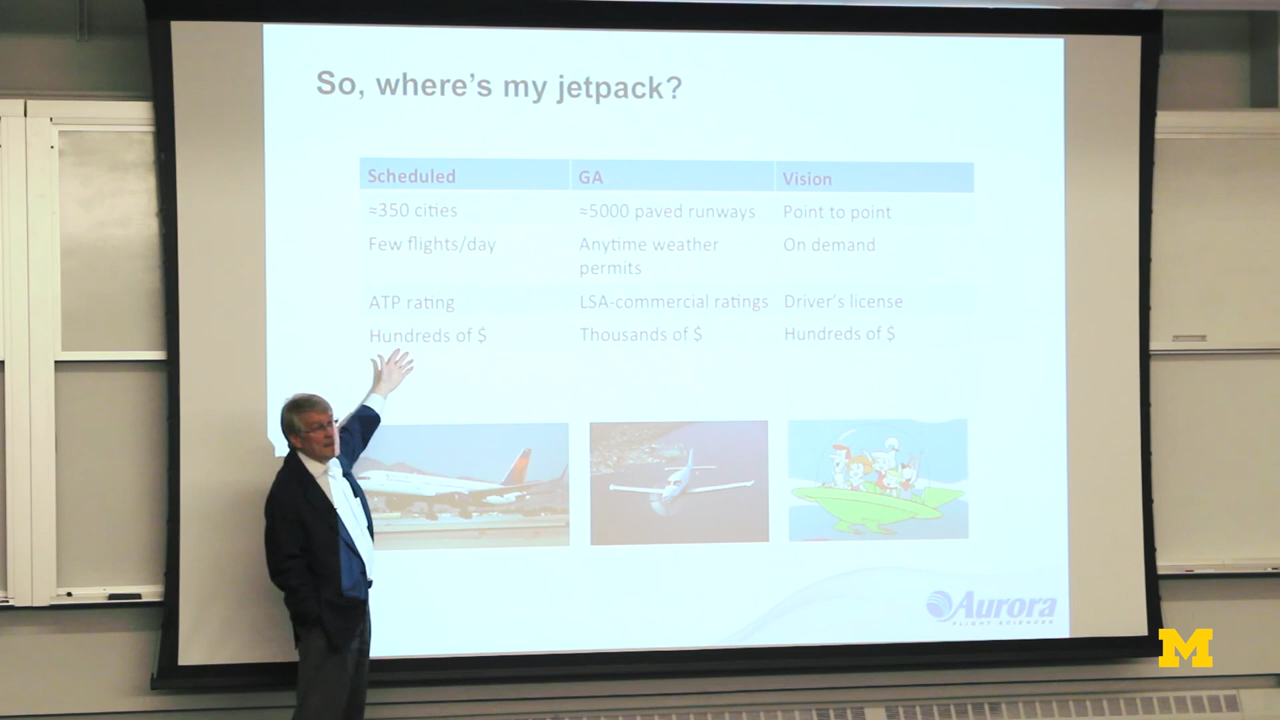 So, where's my jetpack?
Scheduled GA Vision
≈350 cities ≈5000 paved runways Point to point
Few flights/day Anytime weather permits On demand
ATP rating LSA-commercial ratings Driver's license
Hundreds of $ Thousands of $ Hundreds of $
Aurora
FLIGHT SCIENCES
M